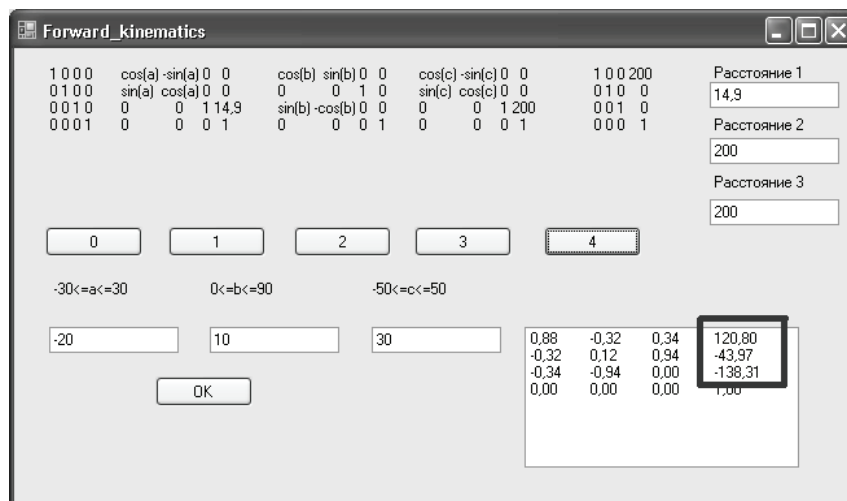 Forward_kinematics
1 0 0 0 cos(a) -sin(a) 0 0 cos(b) sin(b) 0 0 cos(c) -sin(c) 0 0 1 0 0 200
0 1 0 0 sin(a) cos(a) 0 0 0 0 1 0 sin(c) cos(c) 0 0 0 1 0 0
0 0 1 0 0 0 1 14,9 sin(b) -cos(b) 0 0 0 0 1 200 0 0 1 0
0 0 0 1 0 0 0 1 0 0 0 1 0 0 0 1 0 0 0 1
Расстояние 1
14,9
Расстояние 2
200
Расстояние 3
200
0 1 2 3 4
-30<=a<=30 0<=b<=90 -50<=c<=50
-20 10 30
OK
0,88 -0,32 0,34 120,80
-0,32 0,12 0,94 -43,97
-0,34 -0,94 0,00 -138,31
0,00 0,00 0,00 1,00